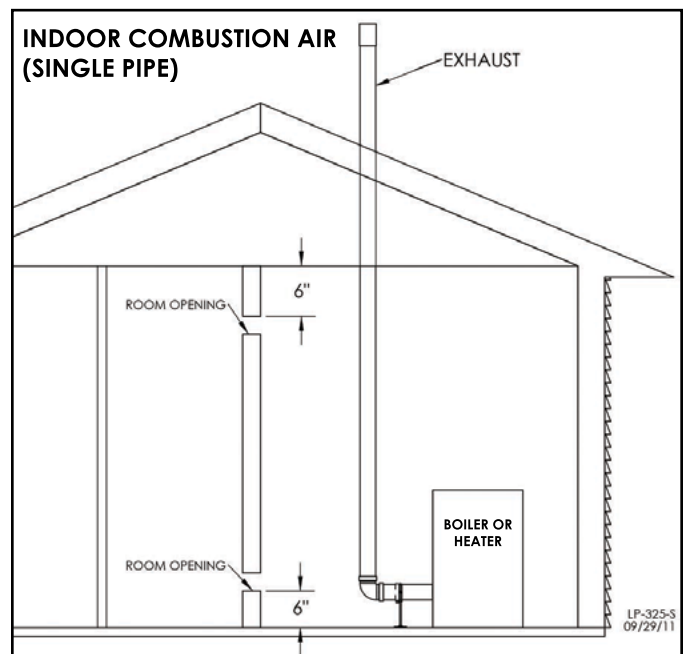 INDOOR COMBUSTION AIR
(SINGLE PIPE)
EXHAUST
6"
ROOM OPENING
BOILER OR
HEATER
ROOM OPENING
6"
LP-325-S
09/29/11